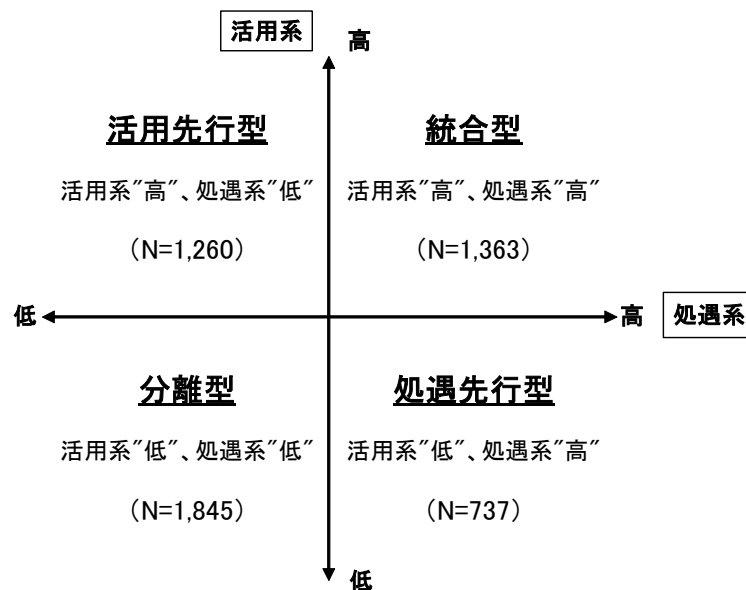 活用系
高
活用先行型
活用系"高"、処遇系"低"
(N=1,260)
統合型
活用系"高"、処遇系"高"
(N=1,363)
低
高
処遇系
分離型
活用系"低"、処遇系"低"
(N=1,845)
処遇先行型
活用系"低"、処遇系"高"
(N=737)
低